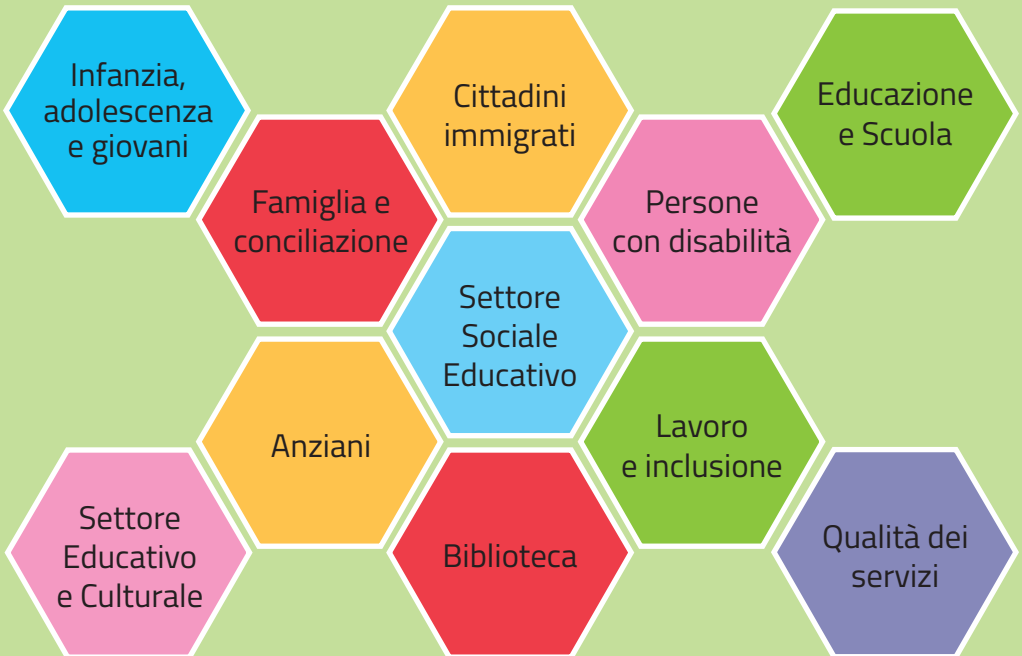 Infanzia,
adolescenza
e giovani
Cittadini
immigrati
Educazione
e Scuola
Famiglia e
conciliazione
Persone
con disabilità
Settore
Sociale
Educativo
Anziani
Lavoro
e inclusione
Settore
Educativo
e Culturale
Biblioteca
Qualità dei
servizi